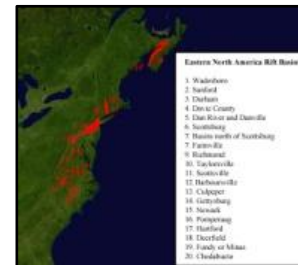 Eastern North America Rift Basins
1. Wadesboro
2. Sanford
3. Durham
4. Davie County
5. Dan River and Danville
6. Scottsburg
7. Basins north of Scottsburg
8. Farmville
9. Richmond
10. Taylorsville
11. Scottsville
12. Barboursville
13. Culpeper
14. Gettysburg
15. Newark
16. Pomperaug
17. Hartford
18. Deerfield
19. Fundy or Minas
20. Chedabucto